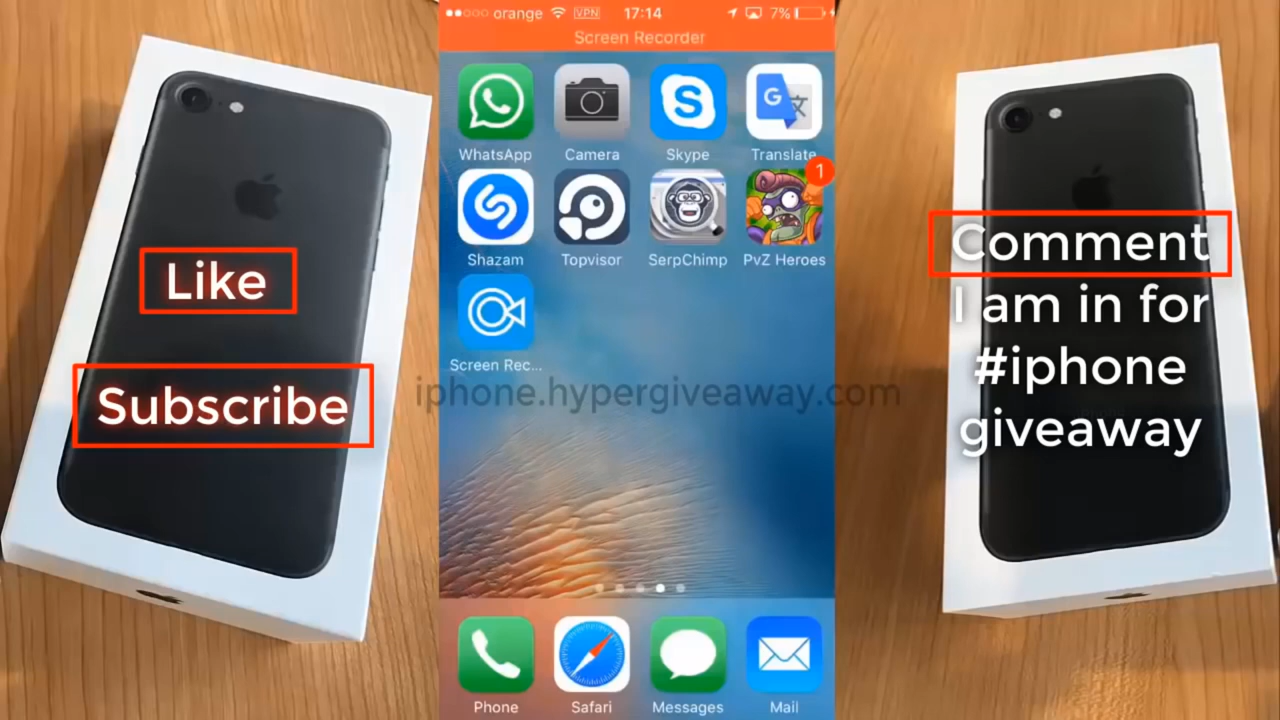 orange VPN 17:14 7%
Screen Recorder
WhatsApp Camera Skype Translate
1
Shazam Topvisor SerpChimp PvZ Heroes
Screen Rec...
iphone.hypergiveaway.com
Phone Safari Messages Mail
Like
Subscribe
Comment
I am in for
#iphone
giveaway